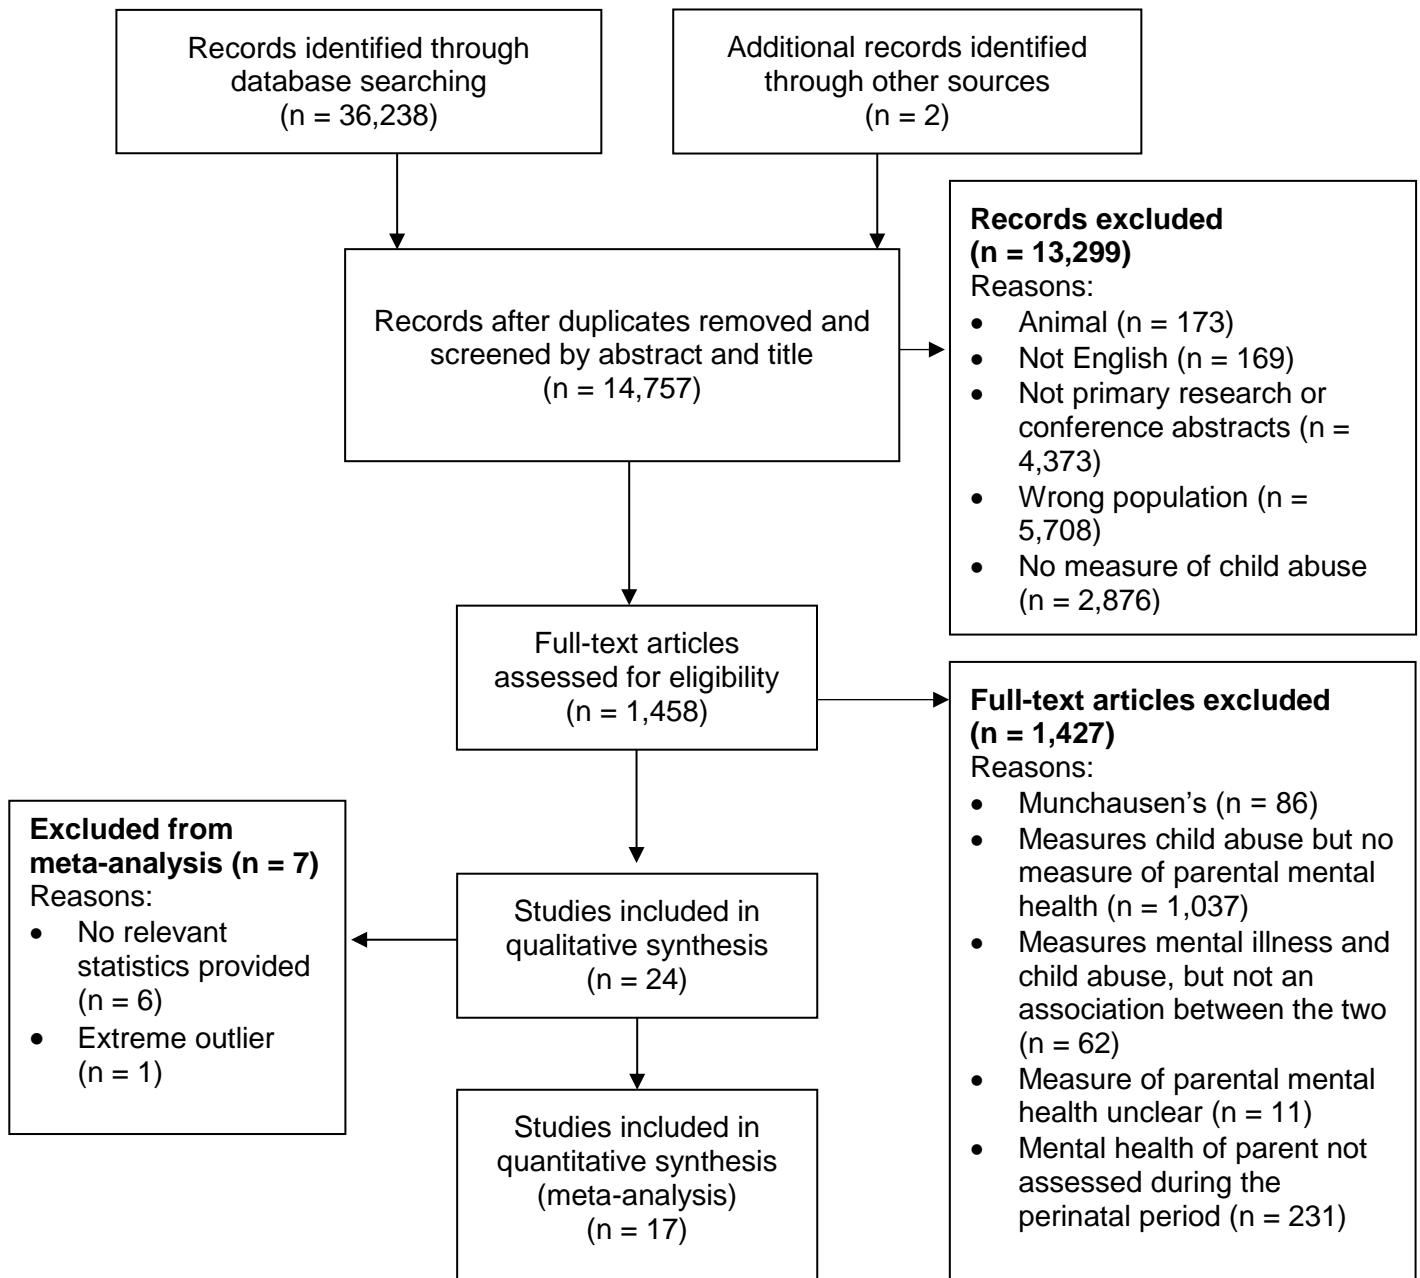 Records identified through
database searching
(n = 36,238)
Additional records identified
through other sources
(n = 2)
Records after duplicates removed and
screened by abstract and title
(n = 14,757)
Records excluded
(n = 13,299)
Reasons:
• Animal (n = 173)
• Not English (n = 169)
• Not primary research or
conference abstracts (n =
4,373)
• Wrong population (n =
5,708)
• No measure of child abuse
(n = 2,876)
Full-text articles
assessed for eligibility
(n = 1,458)
Full-text articles excluded
(n = 1,427)
Reasons:
• Munchausen’s (n = 86)
• Measures child abuse but no
measure of parental mental
health (n = 1,037)
• Measures mental illness and
child abuse, but not an
association between the two
(n = 62)
• Measure of parental mental
health unclear (n = 11)
• Mental health of parent not
assessed during the
perinatal period (n = 231)
Excluded from
meta-analysis (n = 7)
Reasons:
• No relevant
statistics provided
(n = 6)
• Extreme outlier
(n = 1)
Studies included in
qualitative synthesis
(n = 24)
Studies included in
quantitative synthesis
(meta-analysis)
(n = 17)